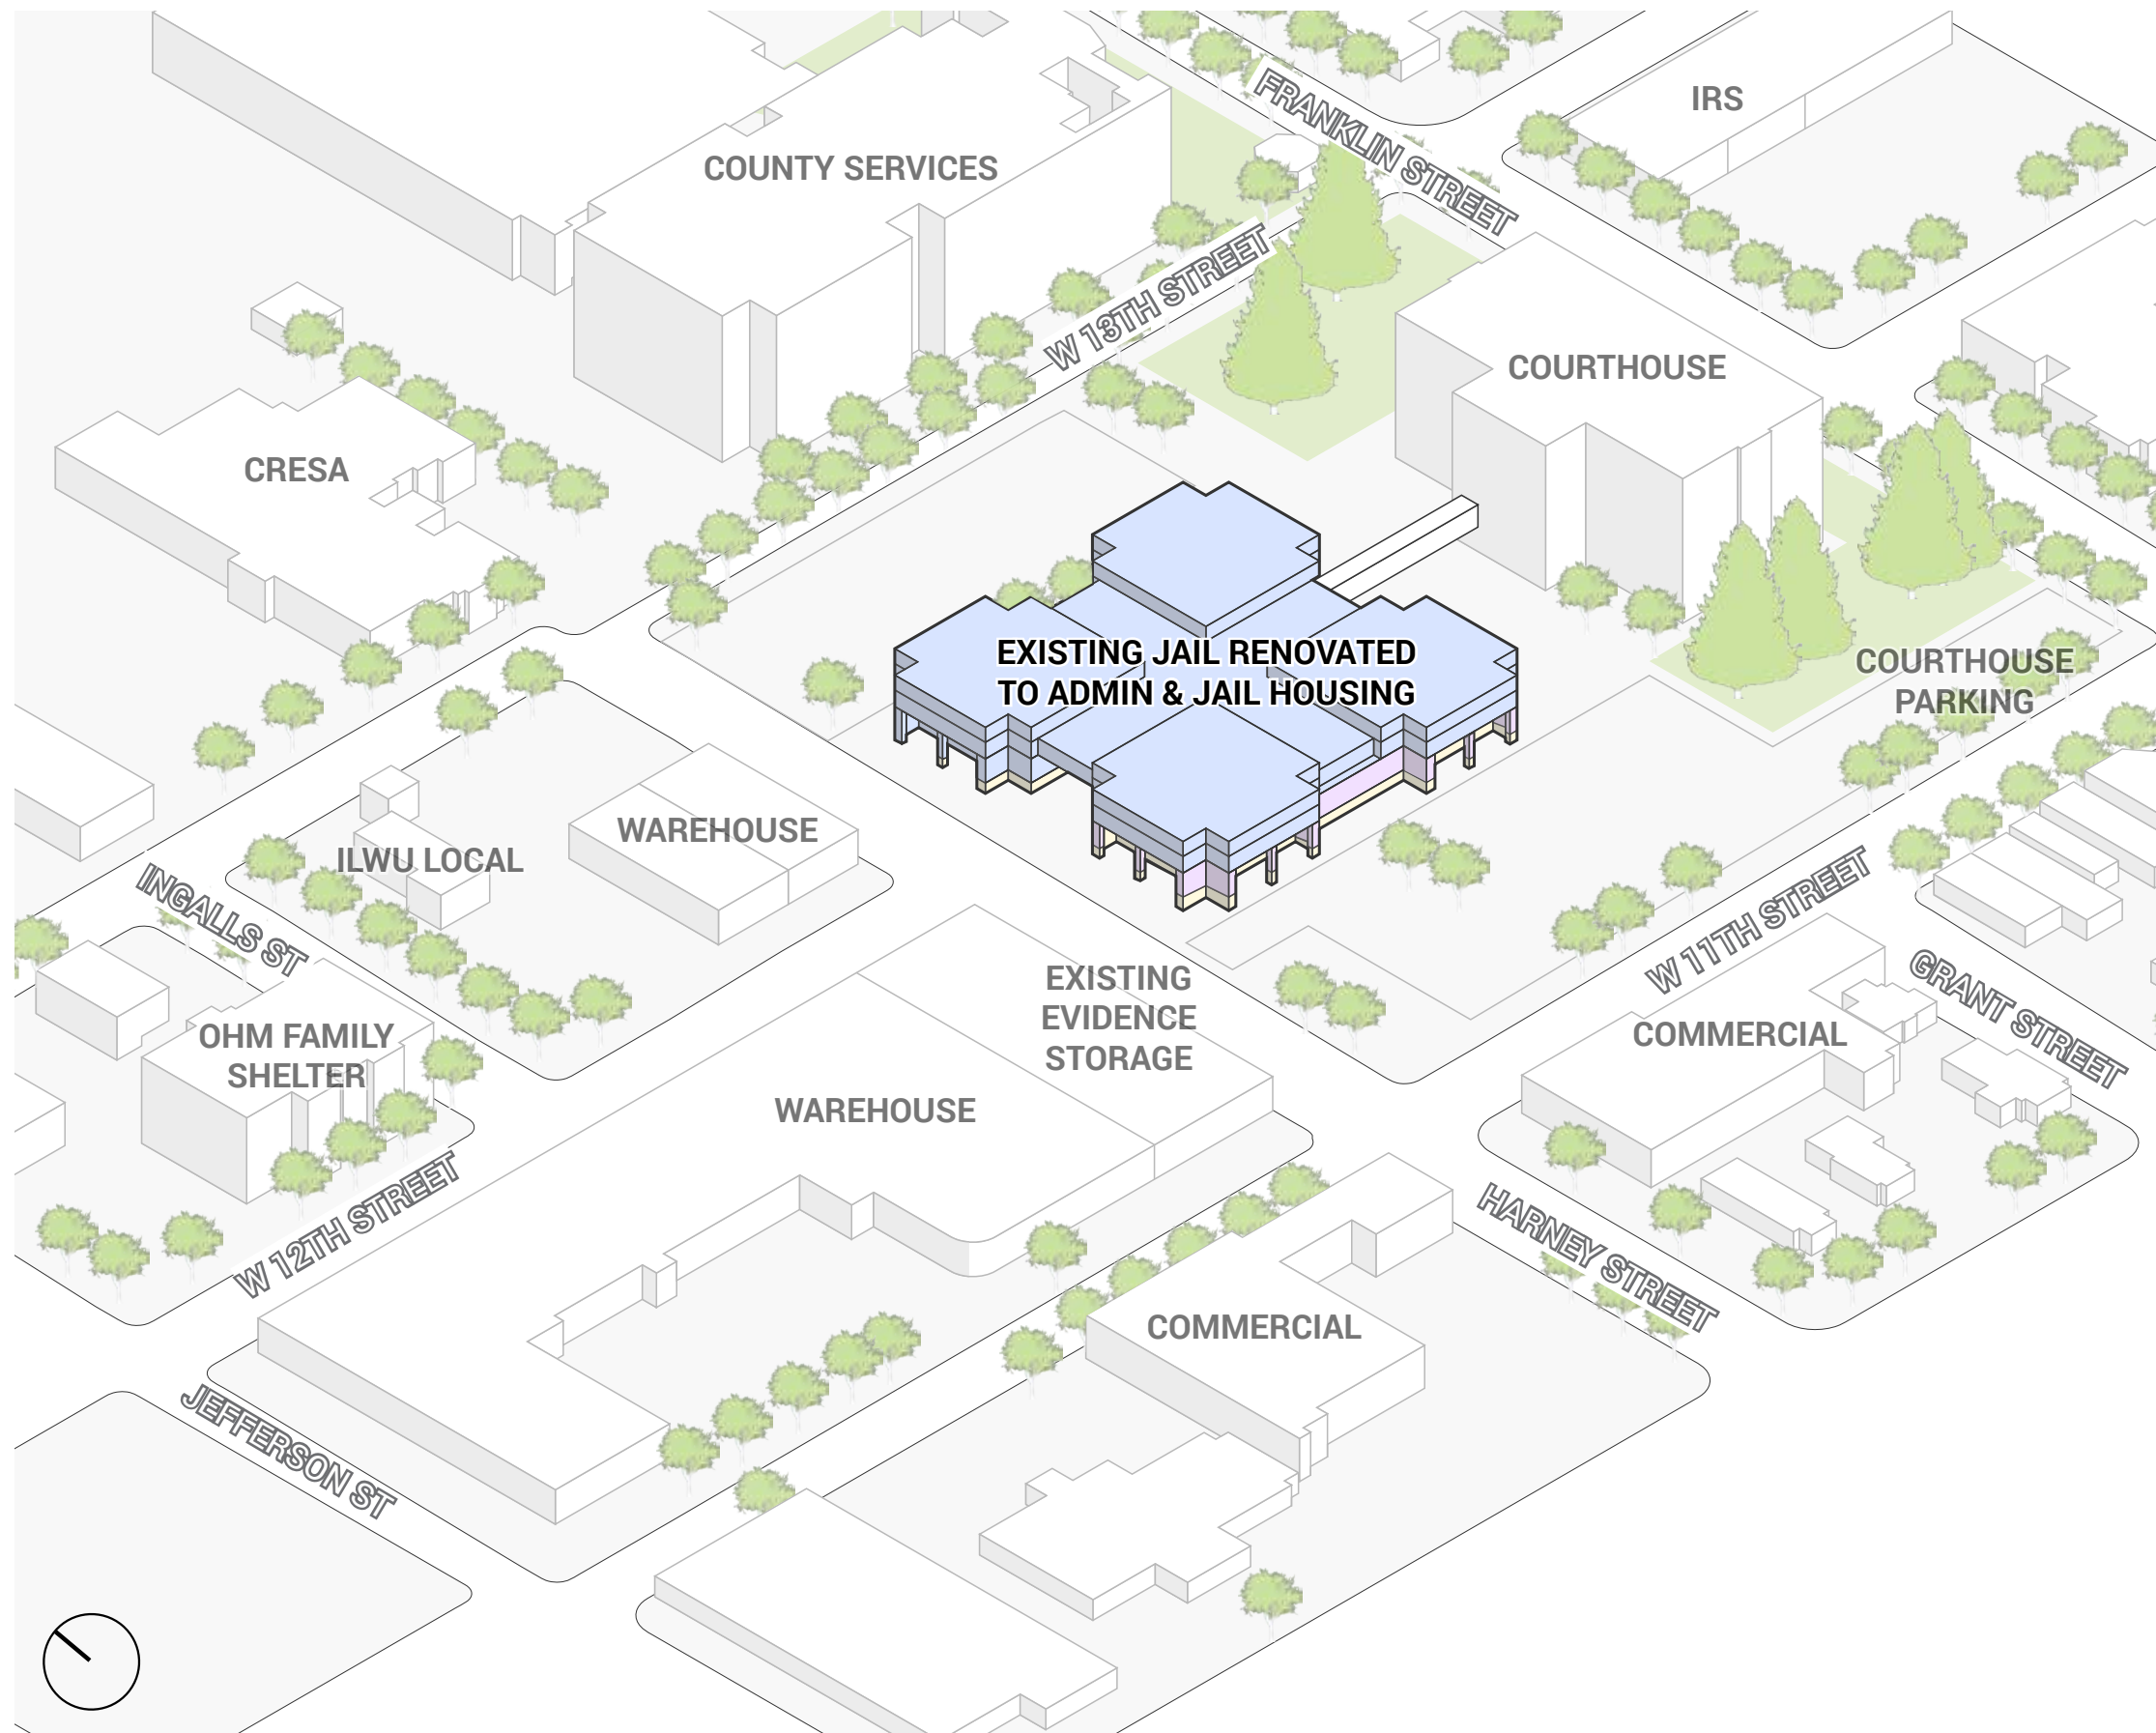 FRANKLIN STREET
IRS
COUNTY SERVICES
W 13TH STREET
COURTHOUSE
CRESA
EXISTING JAIL RENOVATED
TO ADMIN & JAIL HOUSING
COURTHOUSE
PARKING
WAREHOUSE
ILWU LOCAL
INGALLS ST
W 11TH STREET
EXISTING
EVIDENCE
STORAGE
GRANT STREET
OHM FAMILY
SHELTER
COMMERCIAL
WAREHOUSE
W 12TH STREET
HARNEY STREET
COMMERCIAL
JEFFERSON ST